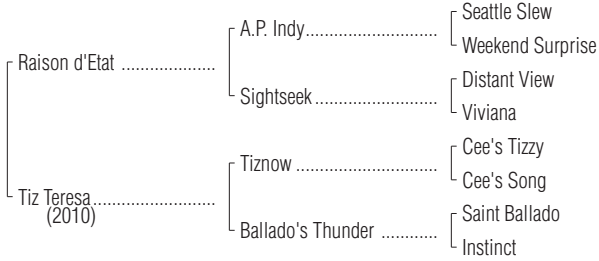 Seattle Slew
A.P. Indy
Weekend Surprise
Raison d'Etat
Distant View
Sightseek
Viviana
Cee's Tizzy
Tiznow
Cee's Song
Tiz Teresa
(2010)
Saint Ballado
Ballado's Thunder
Instinct